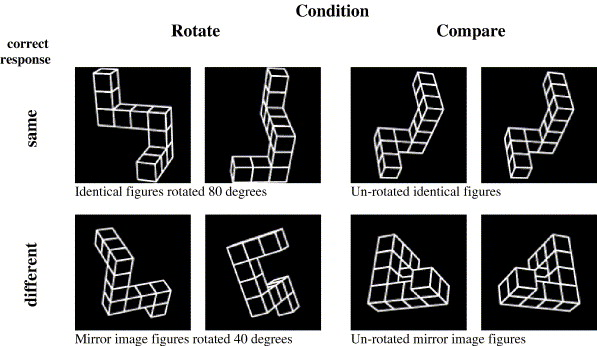 Condition
Rotate Compare
correct
response
same
Identical figures rotated 80 degrees Un-rotated identical figures
different
Mirror image figures rotated 40 degrees Un-rotated mirror image figures